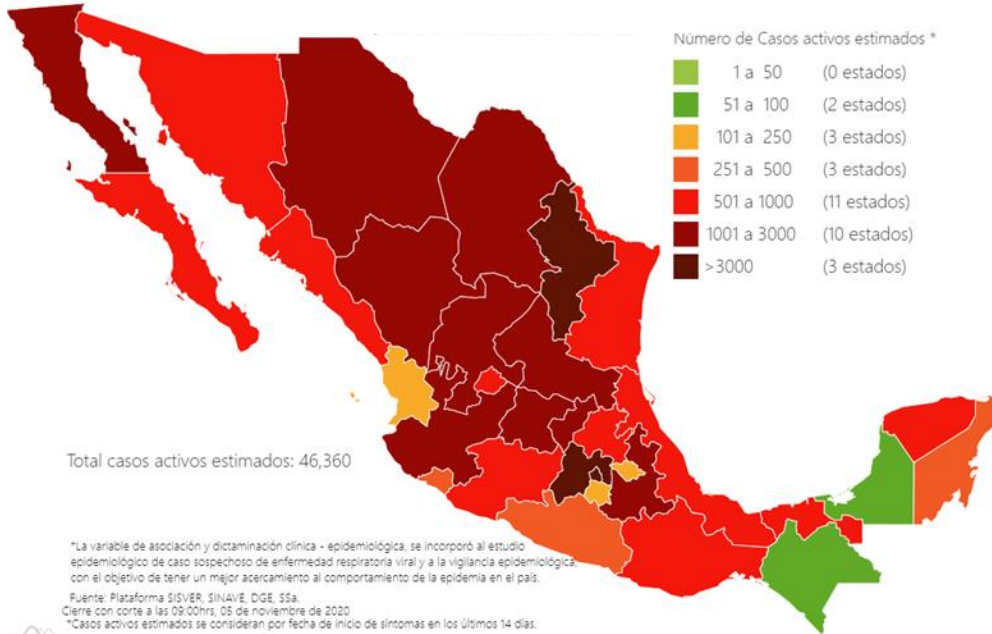 Número de Casos activos estimados *
1 a 50 (0 estados)
51 a 100 (2 estados)
101 a 250 (3 estados)
251 a 500 (3 estados)
501 a 1000 (11 estados)
1001 a 3000 (10 estados)
>3000 (3 estados)
Total casos activos estimados: 46,360
*La variable de asociación y dictaminación clínica - epidemiológica, se incorporó al estudio
epidemiológico de caso sospechoso de enfermedad respiratoria viral y a la vigilancia epidemiológica,
con el objetivo de tener un mejor acercamiento al comportamiento de la epidemia en el país.
Fuente: Plataforma SISVER, SINAVE, DGE, SSa.
Cierre con corte a las 09:00hrs, 05 de noviembre de 2020
*Casos activos estimados se consideran por fecha de inicio de síntomas en los últimos 14 días.